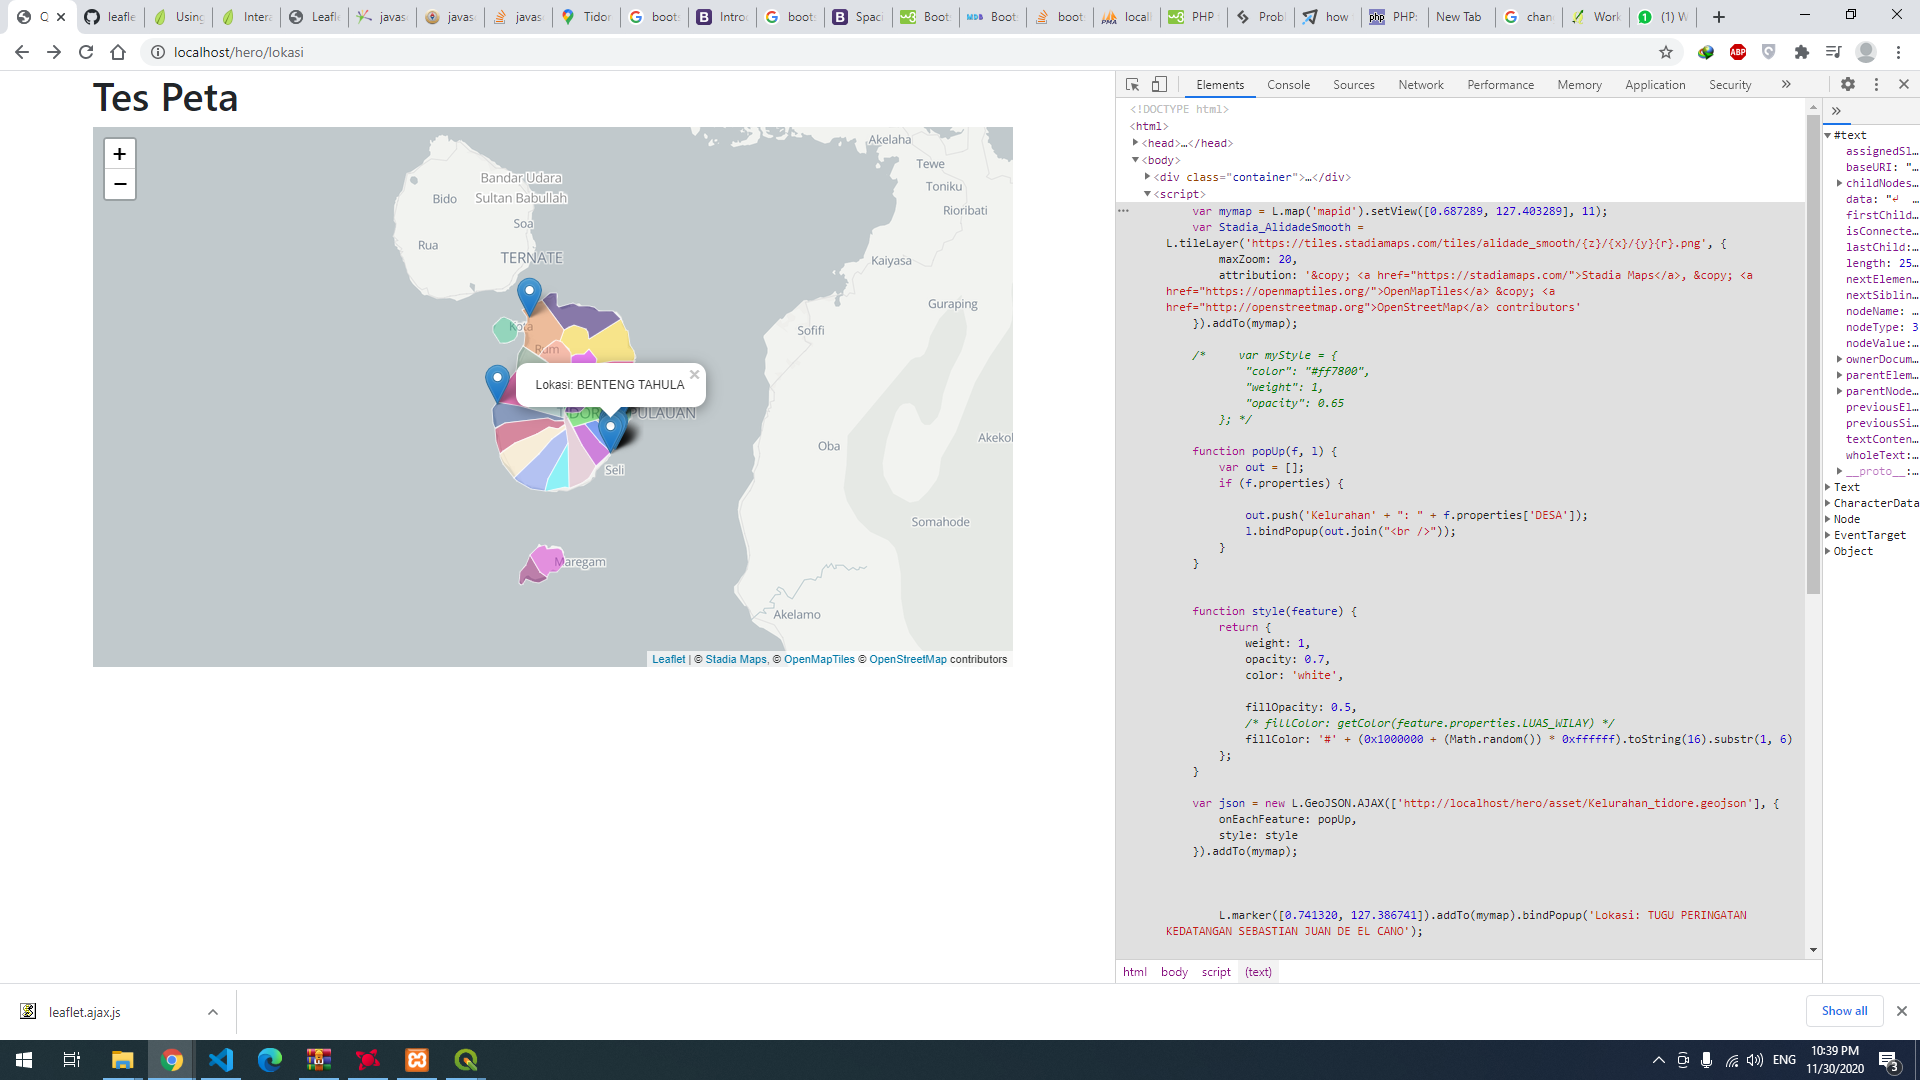 Q
leafle
Using
Intera
Leafle
javas
javas
javas
Tidor
boots
Introd
boots
Spaci
Boots
Boots
boots
locall
PHP
Probl
how
PHP:
New Tab
chan
Work
(1) W
localhost/hero/lokasi
Tes Peta
+
−
Akelaha
Tewe
Toniku
Rioribati
Bandar Udara
Sultan Babullah
Bido
Soa
Rua
TERNATE
Kaiyasa
Guraping
Sofifi
Kota
Rum
Lokasi: BENTENG TAHULA
×
TIDORE PULAUAN
Oba
Akekol
Seli
Somahode
Maregam
Akelamo
Leaflet | © Stadia Maps, © OpenMapTiles © OpenStreetMap contributors
Elements Console Sources Network Performance Memory Application Security »
<!DOCTYPE html>
<html>
<head>…</head>
<body>
<div class="container">…</div>
<script>
var mymap = L.map('mapid').setView([0.687289, 127.403289], 11);
var Stadia_AlidadeSmooth =
L.tileLayer('https://tiles.stadiamaps.com/tiles/alidade_smooth/{z}/{x}/{y}{r}.png', {
maxZoom: 20,
attribution: '&copy; <a href="https://stadiamaps.com/">Stadia Maps</a>, &copy; <a
href="https://openmaptiles.org/">OpenMapTiles</a> &copy; <a
href="http://openstreetmap.org">OpenStreetMap</a> contributors'
}).addTo(mymap);
/* var myStyle = {
"color": "#ff7800",
"weight": 1,
"opacity": 0.65
}; */
function popUp(f, l) {
var out = [];
if (f.properties) {
out.push('Kelurahan' + ": " + f.properties['DESA']);
l.bindPopup(out.join("<br />"));
}
}
function style(feature) {
return {
weight: 1,
opacity: 0.7,
color: 'white',
fillOpacity: 0.5,
/* fillColor: getColor(feature.properties.LUAS_WILAY) */
fillColor: '#' + (0x1000000 + (Math.random()) * 0xffffff).toString(16).substr(1, 6)
};
}
var json = new L.GeoJSON.AJAX(['http://localhost/hero/asset/Kelurahan_tidore.geojson'], {
onEachFeature: popUp,
style: style
}).addTo(mymap);
L.marker([0.741320, 127.386741]).addTo(mymap).bindPopup('Lokasi: TUGU PERINGATAN
KEDATANGAN SEBASTIAN JUAN DE EL CANO');
html body script (text)
»
#text
assignedSl…
baseURI: "…
childNodes…
data: "↵ …
firstChild…
isConnecte…
lastChild:…
length: 25…
nextElemen…
nextSiblin…
nodeName: …
nodeType: 3
nodeValue:…
ownerDocum…
parentElem…
parentNode…
previousEl…
previousSi…
textConten…
wholeText:…
__proto__:…
Text
CharacterData
Node
EventTarget
Object
leaflet.ajax.js
Show all
ENG
10:39 PM
11/30/2020
3